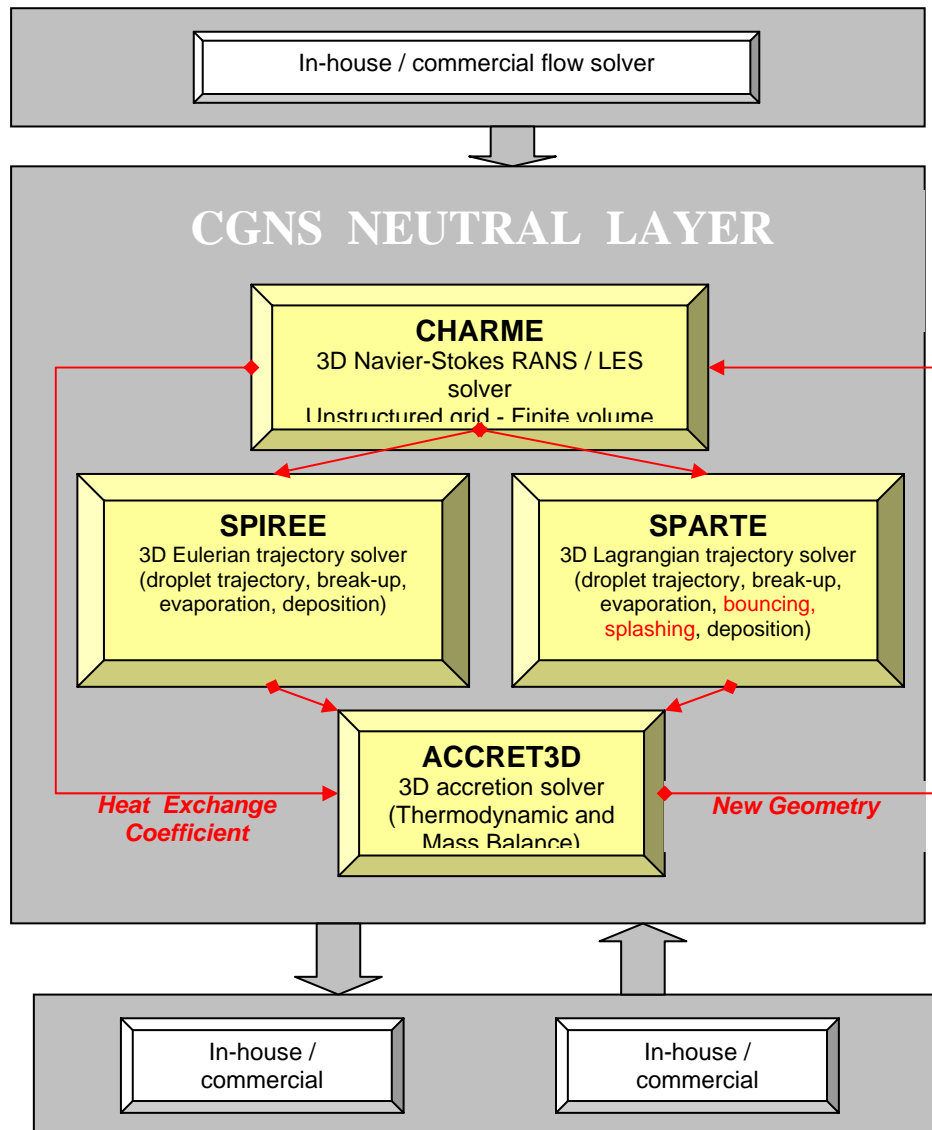 In-house / commercial flow solver
CGNS NEUTRAL LAYER
CHARME
3D Navier-Stokes RANS / LES
solver
Unstructured grid - Finite volume
SPIREE
3D Eulerian trajectory solver
(droplet trajectory, break-up,
evaporation, deposition)
SPARTE
3D Lagrangian trajectory solver
(droplet trajectory, break-up,
evaporation, bouncing,
splashing, deposition)
ACCRET3D
3D accretion solver
(Thermodynamic and
Mass Balance)
Heat Exchange
Coefficient
New Geometry
In-house /
commercial
In-house /
commercial